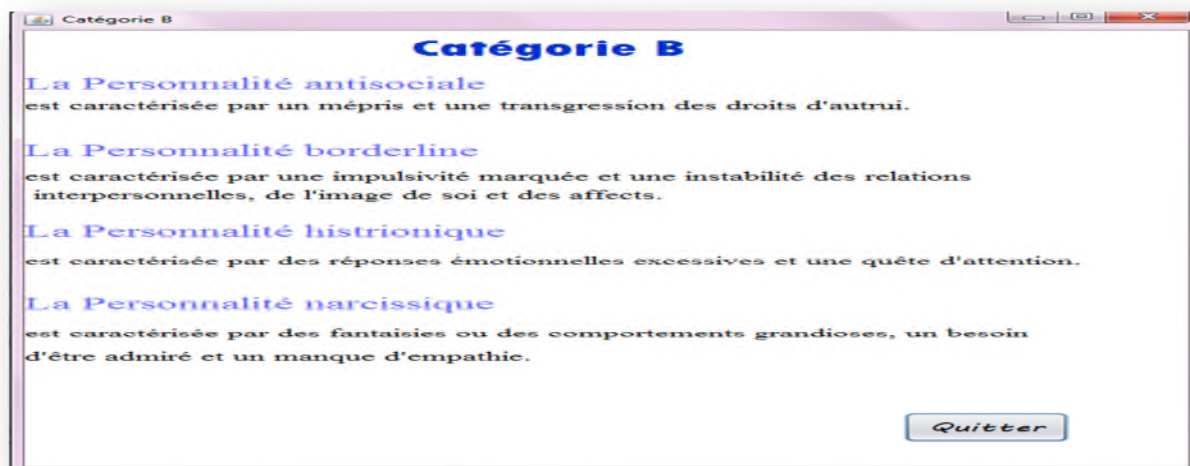 Catégorie B
Catégorie B
La Personnalité antisociale
est caractérisée par un mépris et une transgression des droits d'autrui.
La Personnalité borderline
est caractérisée par une impulsivité marquée et une instabilité des relations
interpersonnelles, de l'image de soi et des affects.
La Personnalité histrionique
est caractérisée par des réponses émotionnelles excessives et une quête d'attention.
La Personnalité narcissique
est caractérisée par des fantaisies ou des comportements grandioses, un besoin
d'être admiré et un manque d'empathie.
Quitter